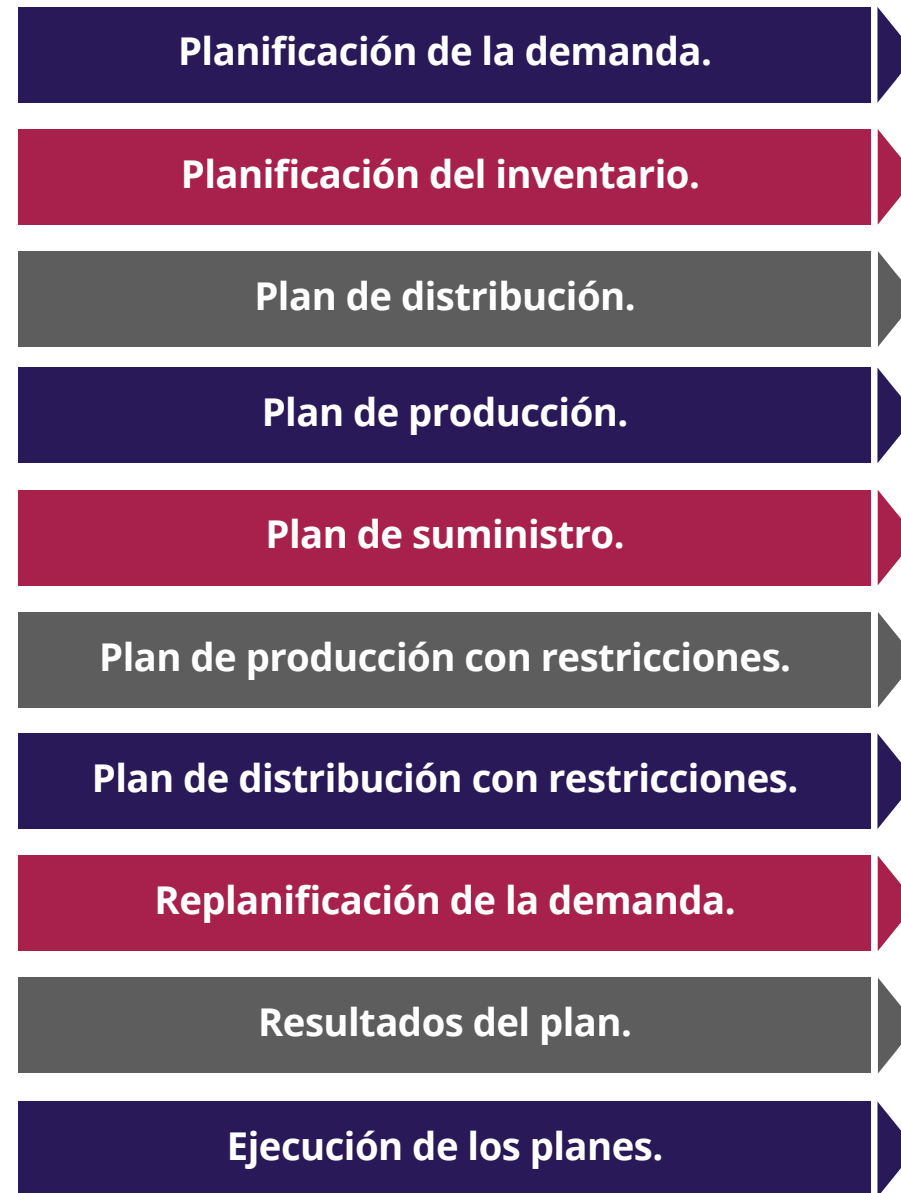 Planificación de la demanda.
Planificación del inventario.
Plan de distribución.
Plan de producción.
Plan de suministro.
Plan de producción con restricciones.
Plan de distribución con restricciones.
Replanificación de la demanda.
Resultados del plan.
Ejecución de los planes.